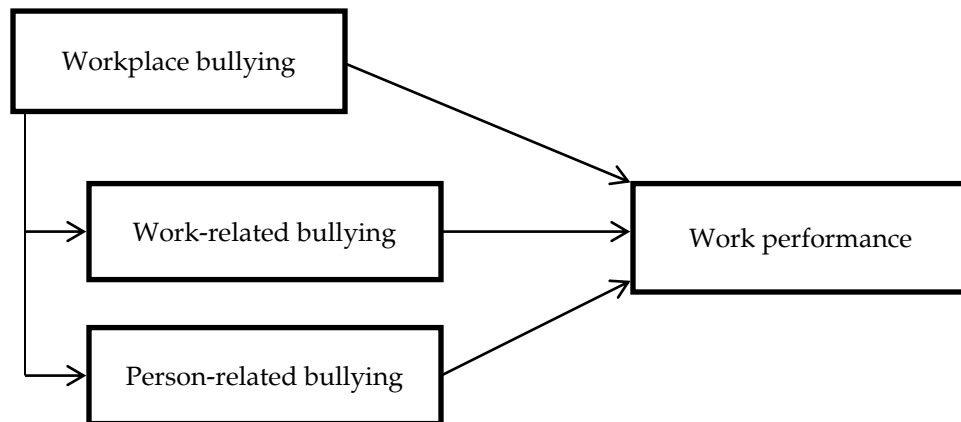 Workplace bullying
Work-related bullying
Work performance
Person-related bullying